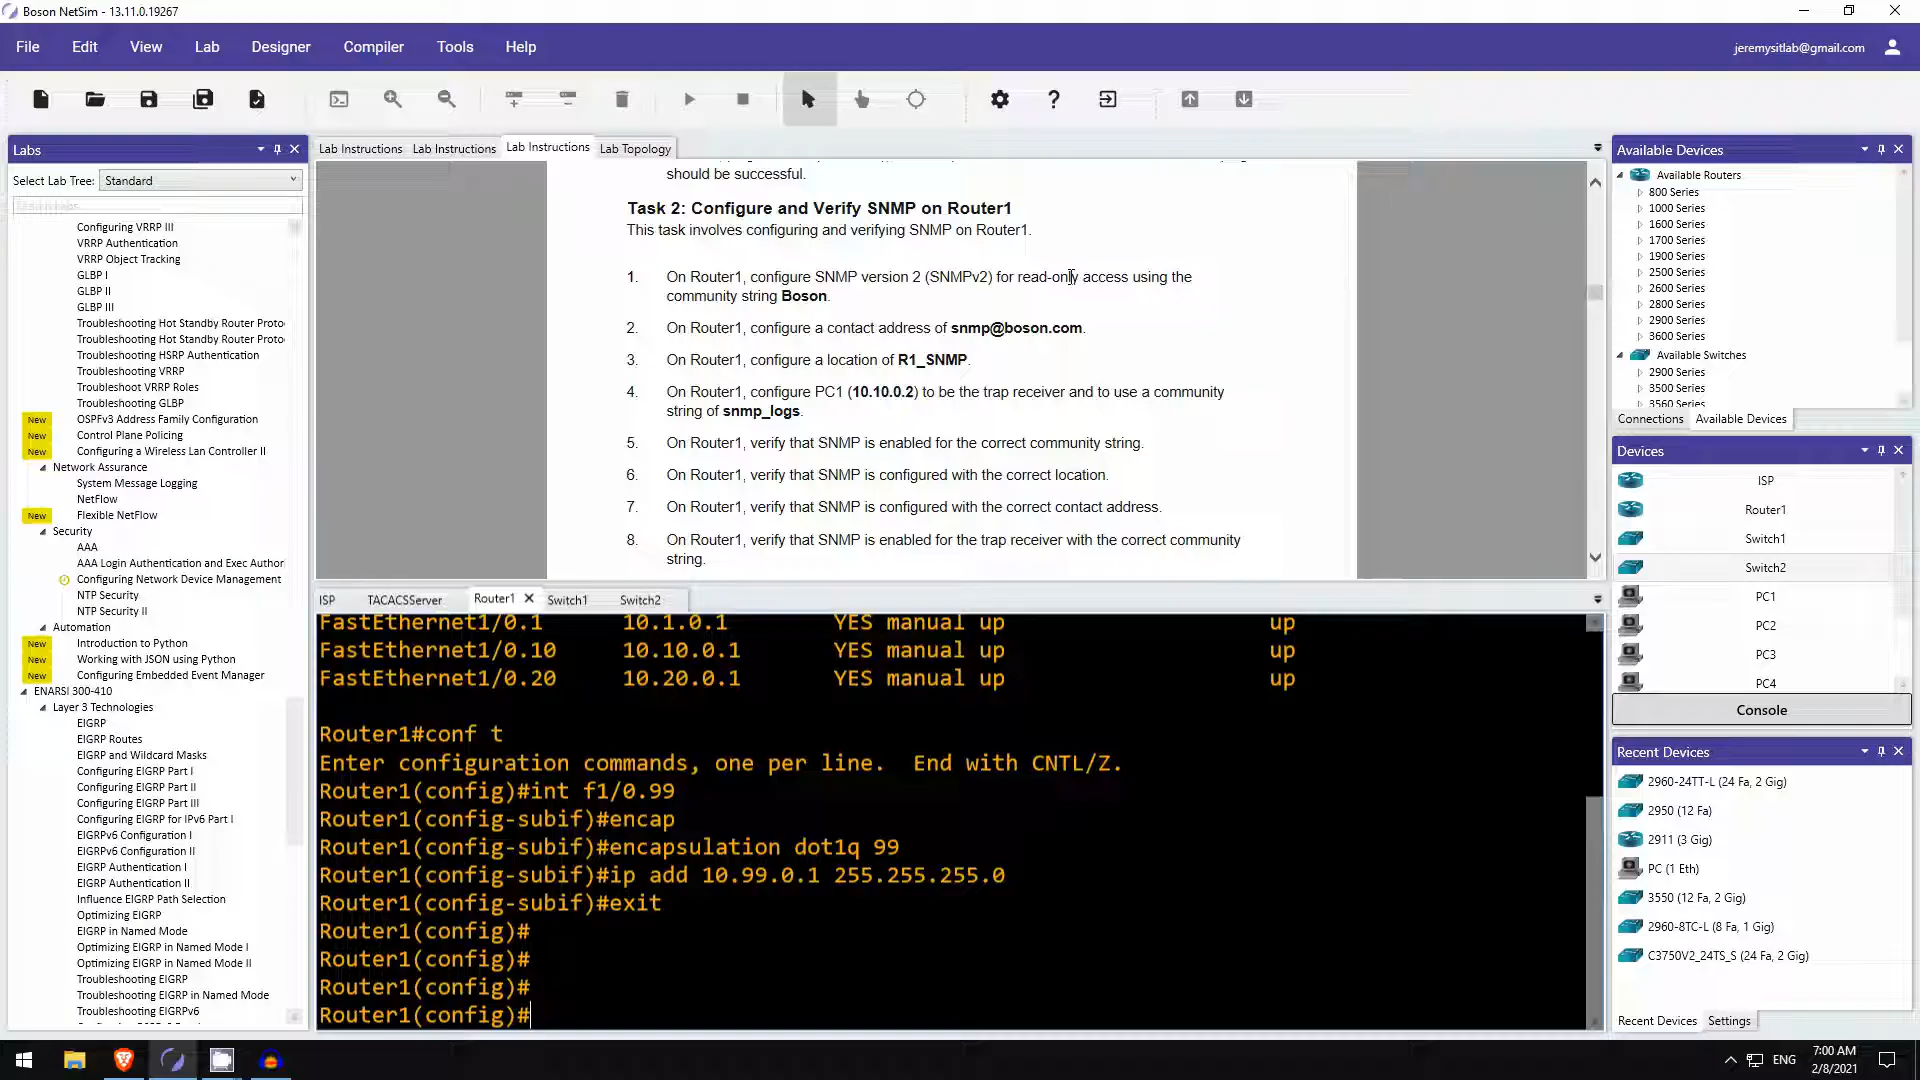 Boson NetSim - 13.11.0.19267
File Edit View Lab Designer Compiler Tools Help
jeremysitlab@gmail.com
Labs
Select Lab Tree: Standard
Configuring VRRP III
VRRP Authentication
VRRP Object Tracking
GLBP I
GLBP II
GLBP III
Troubleshooting Hot Standby Router Proto
Troubleshooting Hot Standby Router Proto
Troubleshooting HSRP Authentication
Troubleshooting VRRP
Troubleshoot VRRP Roles
Troubleshooting GLBP
New OSPFv3 Address Family Configuration
New Control Plane Policing
New Configuring a Wireless Lan Controller II
Network Assurance
System Message Logging
NetFlow
New Flexible NetFlow
Security
AAA
AAA Login Authentication and Exec Author
Configuring Network Device Management
NTP Security
NTP Security II
Automation
New Introduction to Python
New Working with JSON using Python
New Configuring Embedded Event Manager
ENARSI 300-410
Layer 3 Technologies
EIGRP
EIGRP Routes
EIGRP and Wildcard Masks
Configuring EIGRP Part I
Configuring EIGRP Part II
Configuring EIGRP Part III
Configuring EIGRP for IPv6 Part I
EIGRPv6 Configuration I
EIGRPv6 Configuration II
EIGRP Authentication I
EIGRP Authentication II
Influence EIGRP Path Selection
Optimizing EIGRP
EIGRP in Named Mode
Optimizing EIGRP in Named Mode I
Optimizing EIGRP in Named Mode II
Troubleshooting EIGRP
Troubleshooting EIGRP in Named Mode
Troubleshooting EIGRPv6
Lab Instructions Lab Instructions Lab Instructions Lab Topology
should be successful.
Task 2: Configure and Verify SNMP on Router1
This task involves configuring and verifying SNMP on Router1.
1. On Router1, configure SNMP version 2 (SNMPv2) for read-only access using the
community string Boson.
2. On Router1, configure a contact address of snmp@boson.com.
3. On Router1, configure a location of R1_SNMP.
4. On Router1, configure PC1 (10.10.0.2) to be the trap receiver and to use a community
string of snmp_logs.
5. On Router1, verify that SNMP is enabled for the correct community string.
6. On Router1, verify that SNMP is configured with the correct location.
7. On Router1, verify that SNMP is configured with the correct contact address.
8. On Router1, verify that SNMP is enabled for the trap receiver with the correct community
string.
ISP TACACSServer Router1 Switch1 Switch2
FastEthernet1/0.1 10.1.0.1 YES manual up up
FastEthernet1/0.10 10.10.0.1 YES manual up up
FastEthernet1/0.20 10.20.0.1 YES manual up up
Router1#conf t
Enter configuration commands, one per line. End with CNTL/Z.
Router1(config)#int f1/0.99
Router1(config-subif)#encap
Router1(config-subif)#encapsulation dot1q 99
Router1(config-subif)#ip add 10.99.0.1 255.255.255.0
Router1(config-subif)#exit
Router1(config)#
Router1(config)#
Router1(config)#
Router1(config)#
Available Devices
Available Routers
800 Series
1000 Series
1600 Series
1700 Series
1900 Series
2500 Series
2600 Series
2800 Series
2900 Series
3600 Series
Available Switches
2900 Series
3500 Series
3560 Series
Connections Available Devices
Devices
ISP
Router1
Switch1
Switch2
PC1
PC2
PC3
PC4
Console
Recent Devices
2960-24TT-L (24 Fa, 2 Gig)
2950 (12 Fa)
2911 (3 Gig)
PC (1 Eth)
3550 (12 Fa, 2 Gig)
2960-8TC-L (8 Fa, 1 Gig)
C3750V2_24TS_S (24 Fa, 2 Gig)
Recent Devices Settings
ENG
7:00 AM
2/8/2021